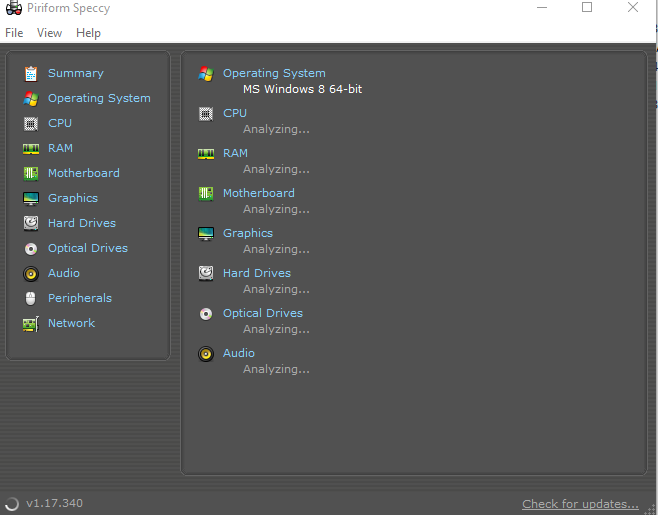 Piriform Speccy
File View Help
Summary
Operating System
CPU
RAM
Motherboard
Graphics
Hard Drives
Optical Drives
Audio
Peripherals
Network
Operating System
MS Windows 8 64-bit
CPU
Analyzing...
RAM
Analyzing...
Motherboard
Analyzing...
Graphics
Analyzing...
Hard Drives
Analyzing...
Optical Drives
Analyzing...
Audio
Analyzing...
v1.17.340
Check for updates...